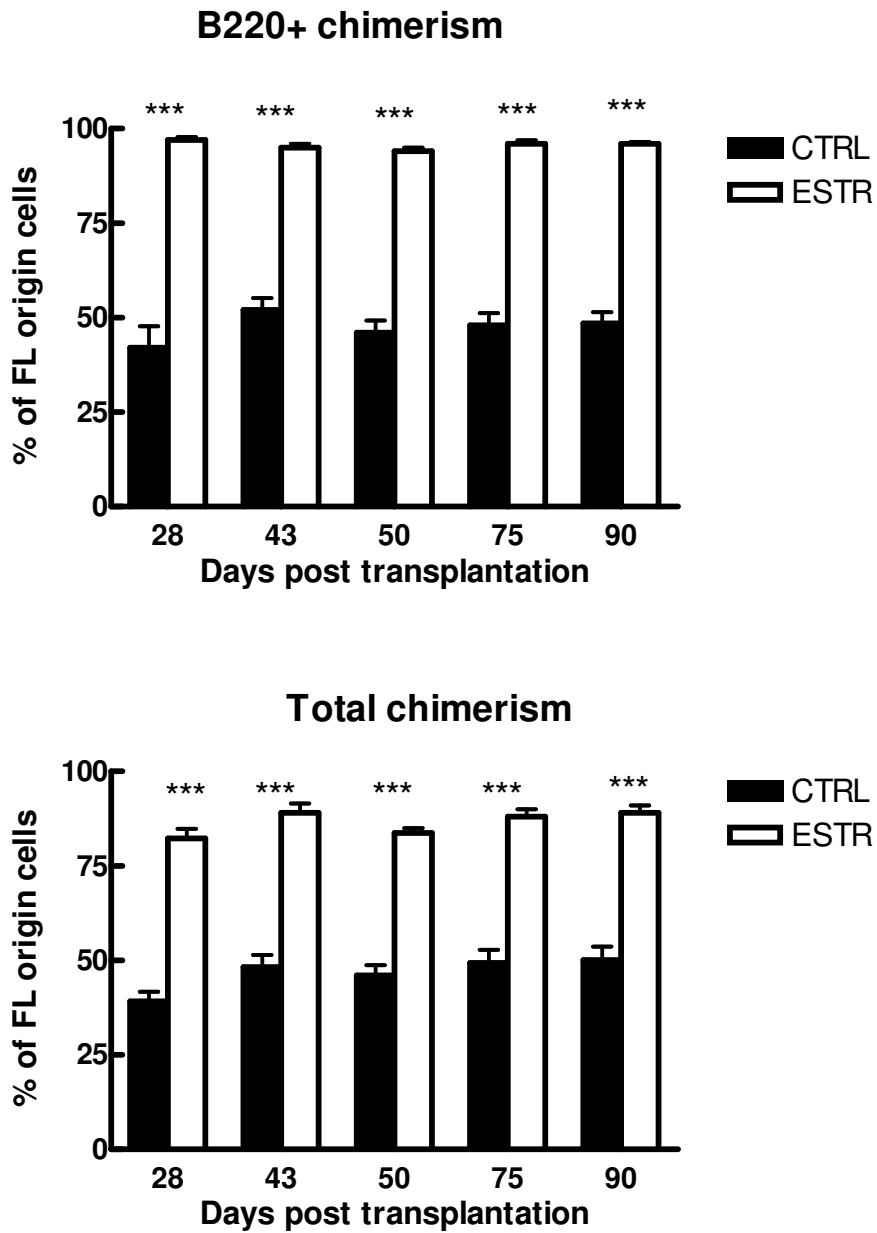 B220+ chimerism
*** *** *** *** ***
100
75
50
25
0
% of FL origin cells
28 43 50 75 90
Days post transplantation
CTRL
ESTR
Total chimerism
*** *** *** *** ***
100
75
50
25
0
% of FL origin cells
28 43 50 75 90
Days post transplantation
CTRL
ESTR